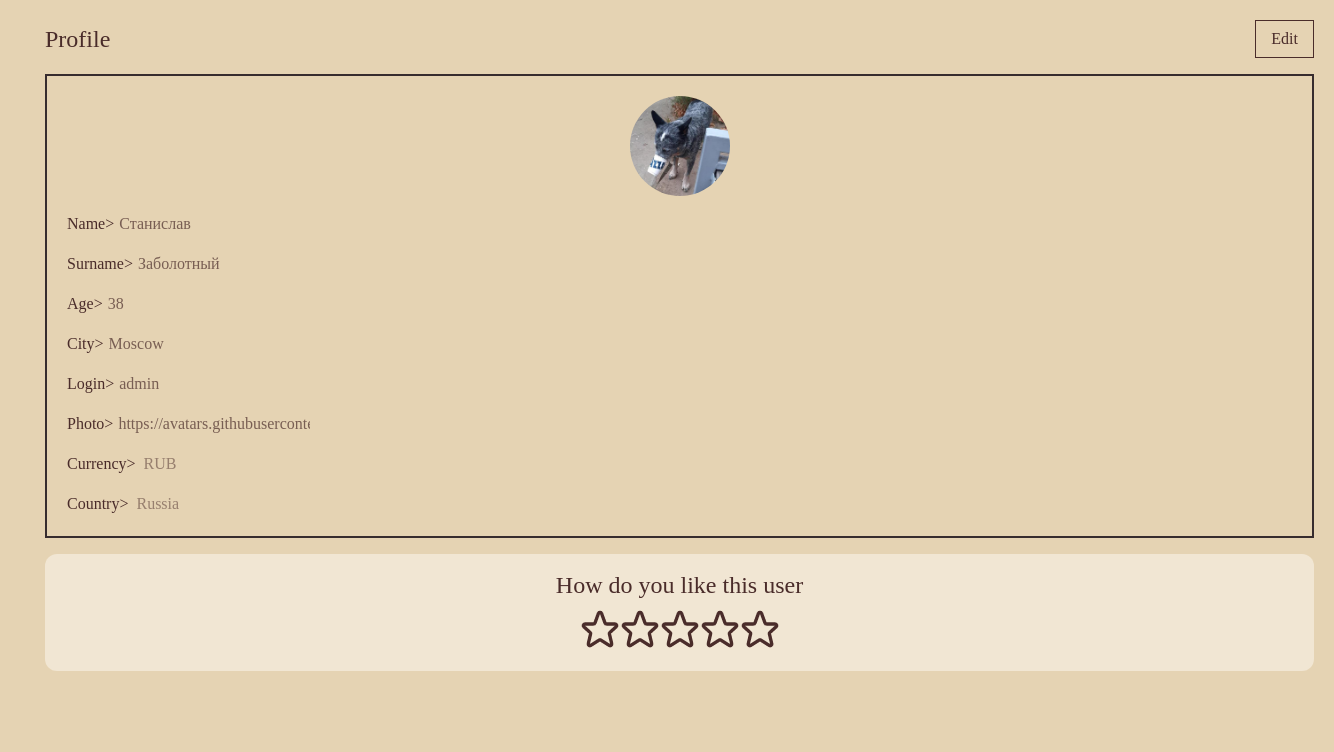 Profile
Edit
Name> Станислав
Surname> Заболотный
Age> 38
City> Moscow
Login> admin
Photo> https://avatars.githubuserconte
Currency> RUB
Country> Russia
How do you like this user